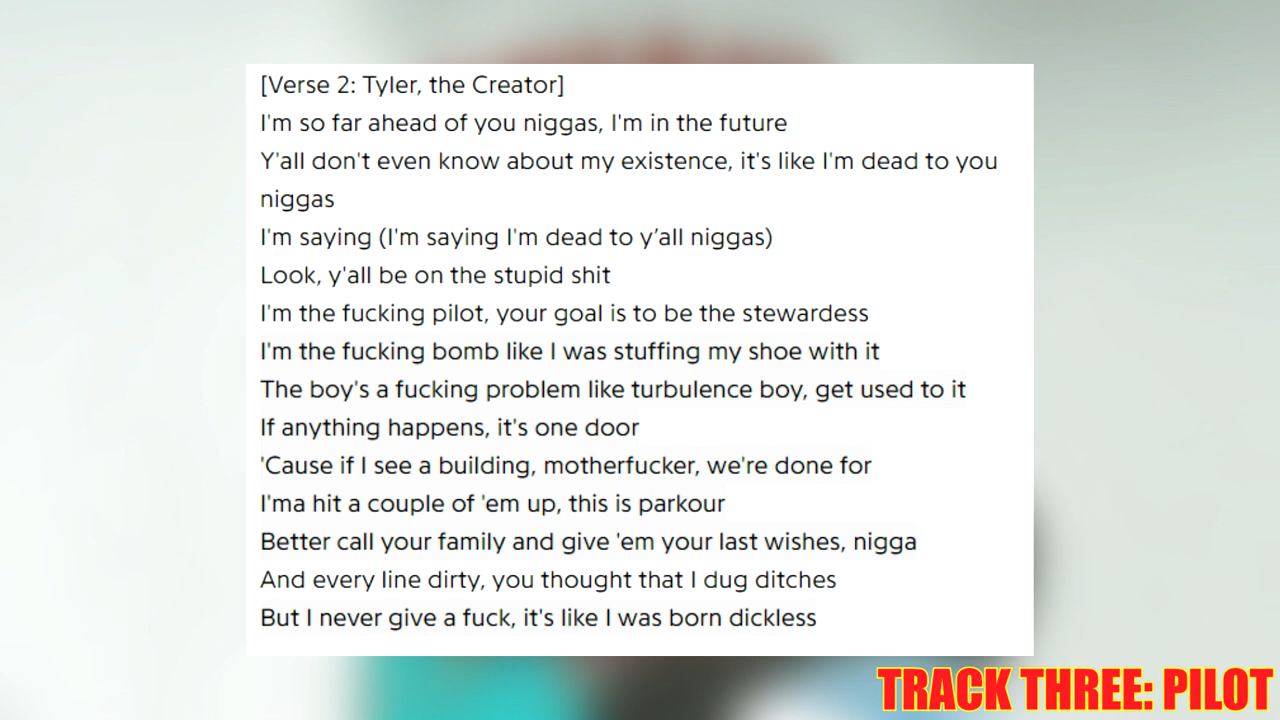 [Verse 2: Tyler, the Creator]
I'm so far ahead of you niggas, I'm in the future
Y'all don't even know about my existence, it's like I'm dead to you
niggas
I'm saying (I'm saying I'm dead to y’all niggas)
Look, y'all be on the stupid shit
I'm the fucking pilot, your goal is to be the stewardess
I'm the fucking bomb like I was stuffing my shoe with it
The boy's a fucking problem like turbulence boy, get used to it
If anything happens, it's one door
'Cause if I see a building, motherfucker, we're done for
I'ma hit a couple of 'em up, this is parkour
Better call your family and give 'em your last wishes, nigga
And every line dirty, you thought that I dug ditches
But I never give a fuck, it's like I was born dickless
TRACK THREE: PILOT